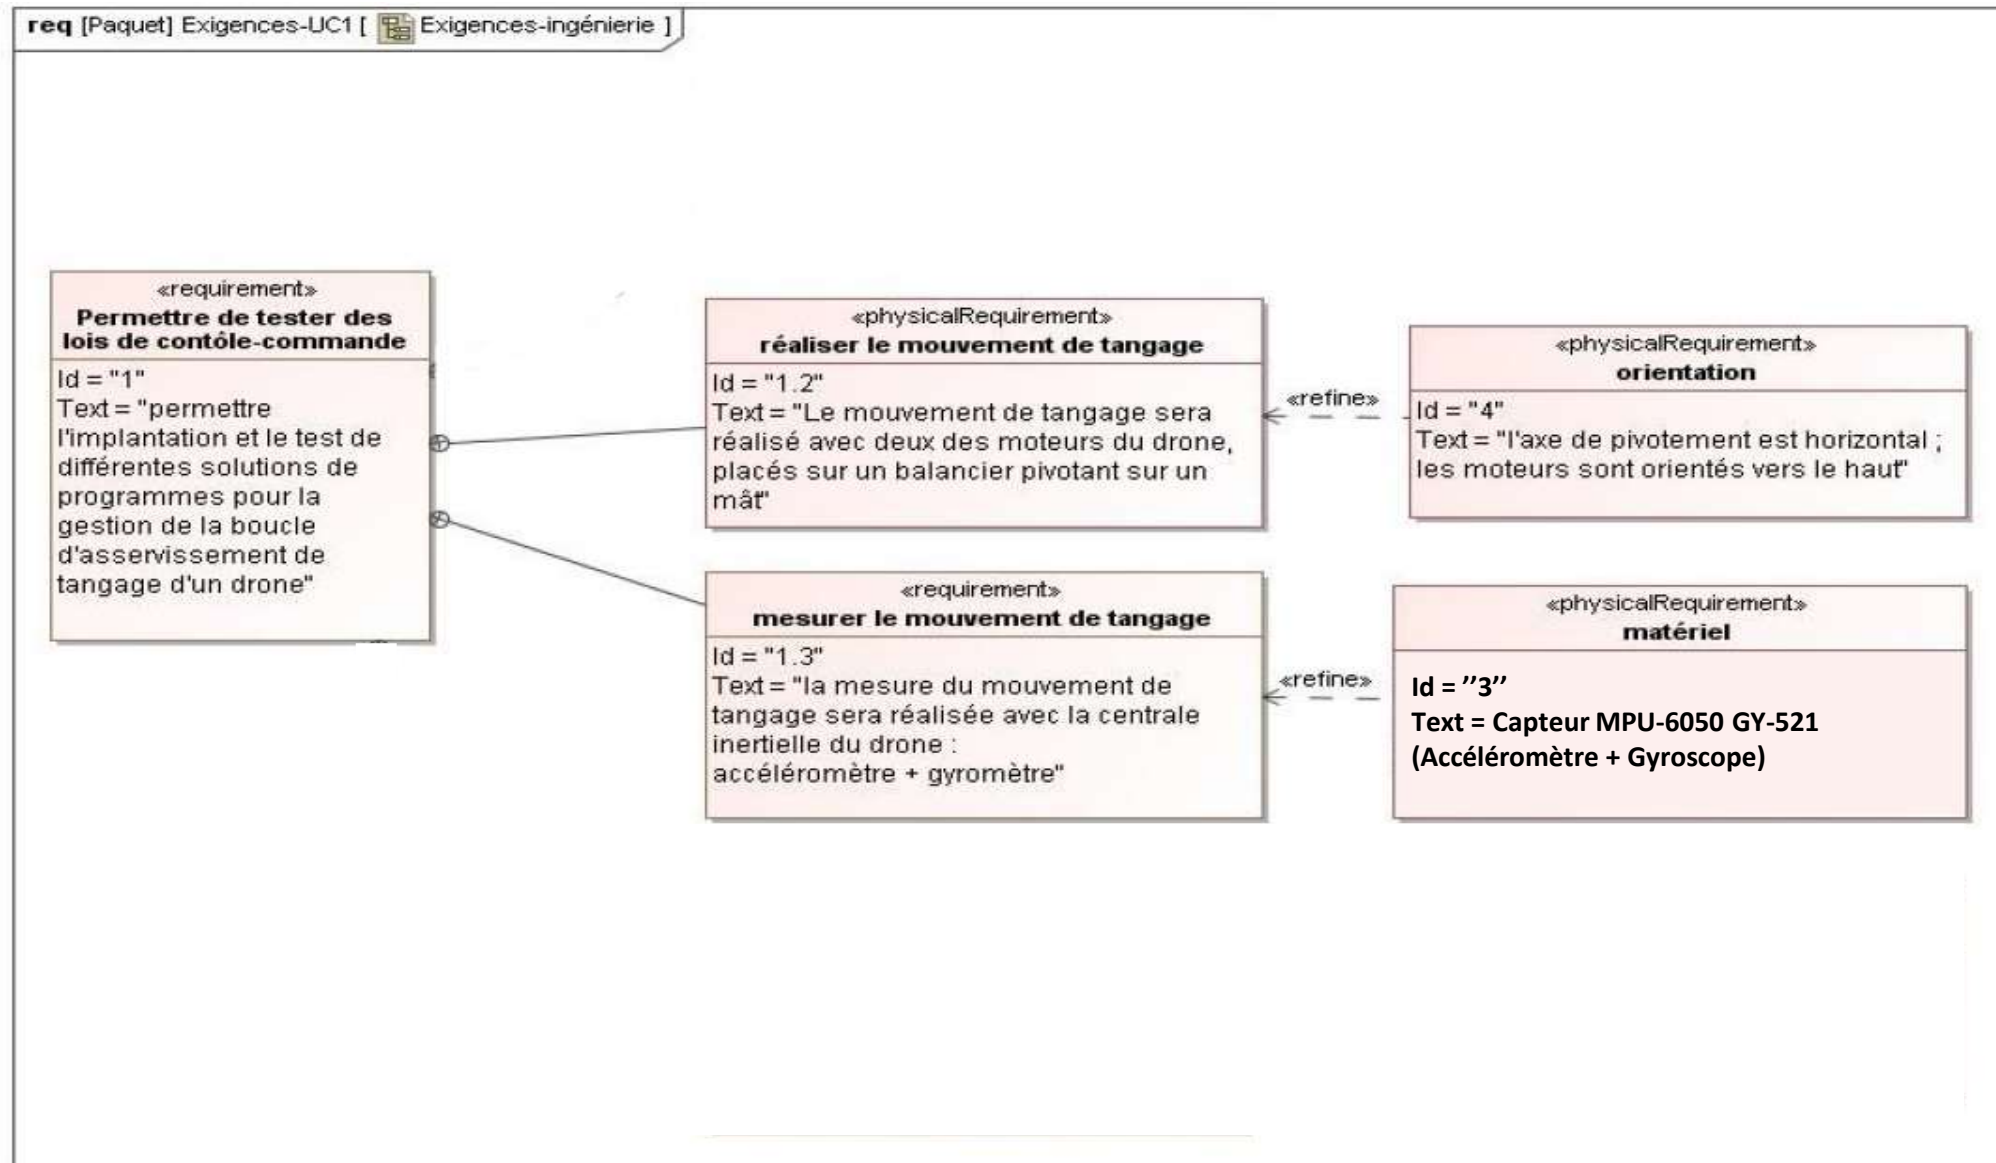 req [Paquet] Exigences-UC1 [ Exigences-ingénierie ]
«requirement»
Permettre de tester des
lois de contôle-commande
Id = "1"
Text = "permettre
l'implantation et le test de
différentes solutions de
programmes pour la
gestion de la boucle
d'asservissement de
tangage d'un drone"
«physicalRequirement»
réaliser le mouvement de tangage
Id = "1.2"
Text = "Le mouvement de tangage sera
réalisé avec deux des moteurs du drone,
placés sur un balancier pivotant sur un
mât"
«refine»
«physicalRequirement»
orientation
Id = "4"
Text = "l'axe de pivotement est horizontal ;
les moteurs sont orientés vers le haut"
«requirement»
mesurer le mouvement de tangage
Id = "1.3"
Text = "la mesure du mouvement de
tangage sera réalisée avec la centrale
inertielle du drone :
accéléromètre + gyromètre"
«refine»
«physicalRequirement»
matériel
Id = ’’3’’
Text = Capteur MPU-6050 GY-521
(Accéléromètre + Gyroscope)